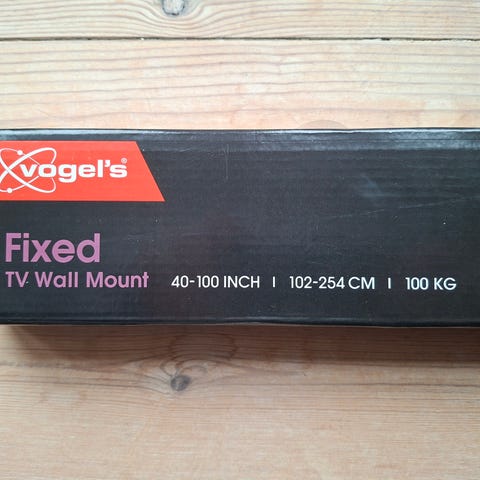 vogel's®
Fixed
TV Wall Mount 40-100 INCH | 102-254 CM | 100 KG